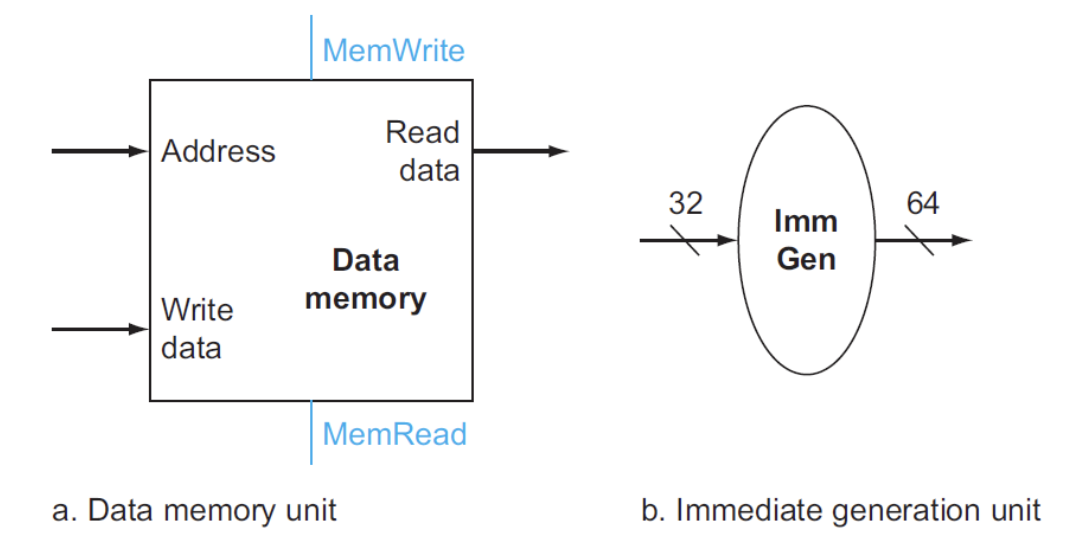 MemWrite
Address
Read
data
Data
memory
Write
data
MemRead
a. Data memory unit
32
Imm
Gen
64
b. Immediate generation unit